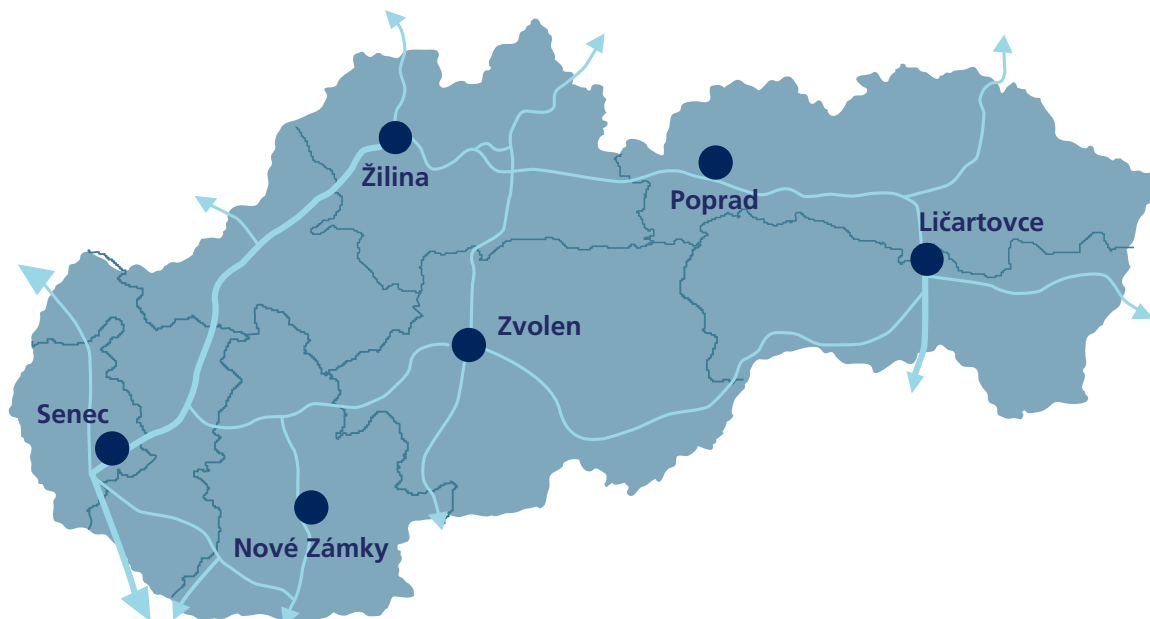 Žilina
Poprad
Ličartovce
Zvolen
Senec
Nové Zámky